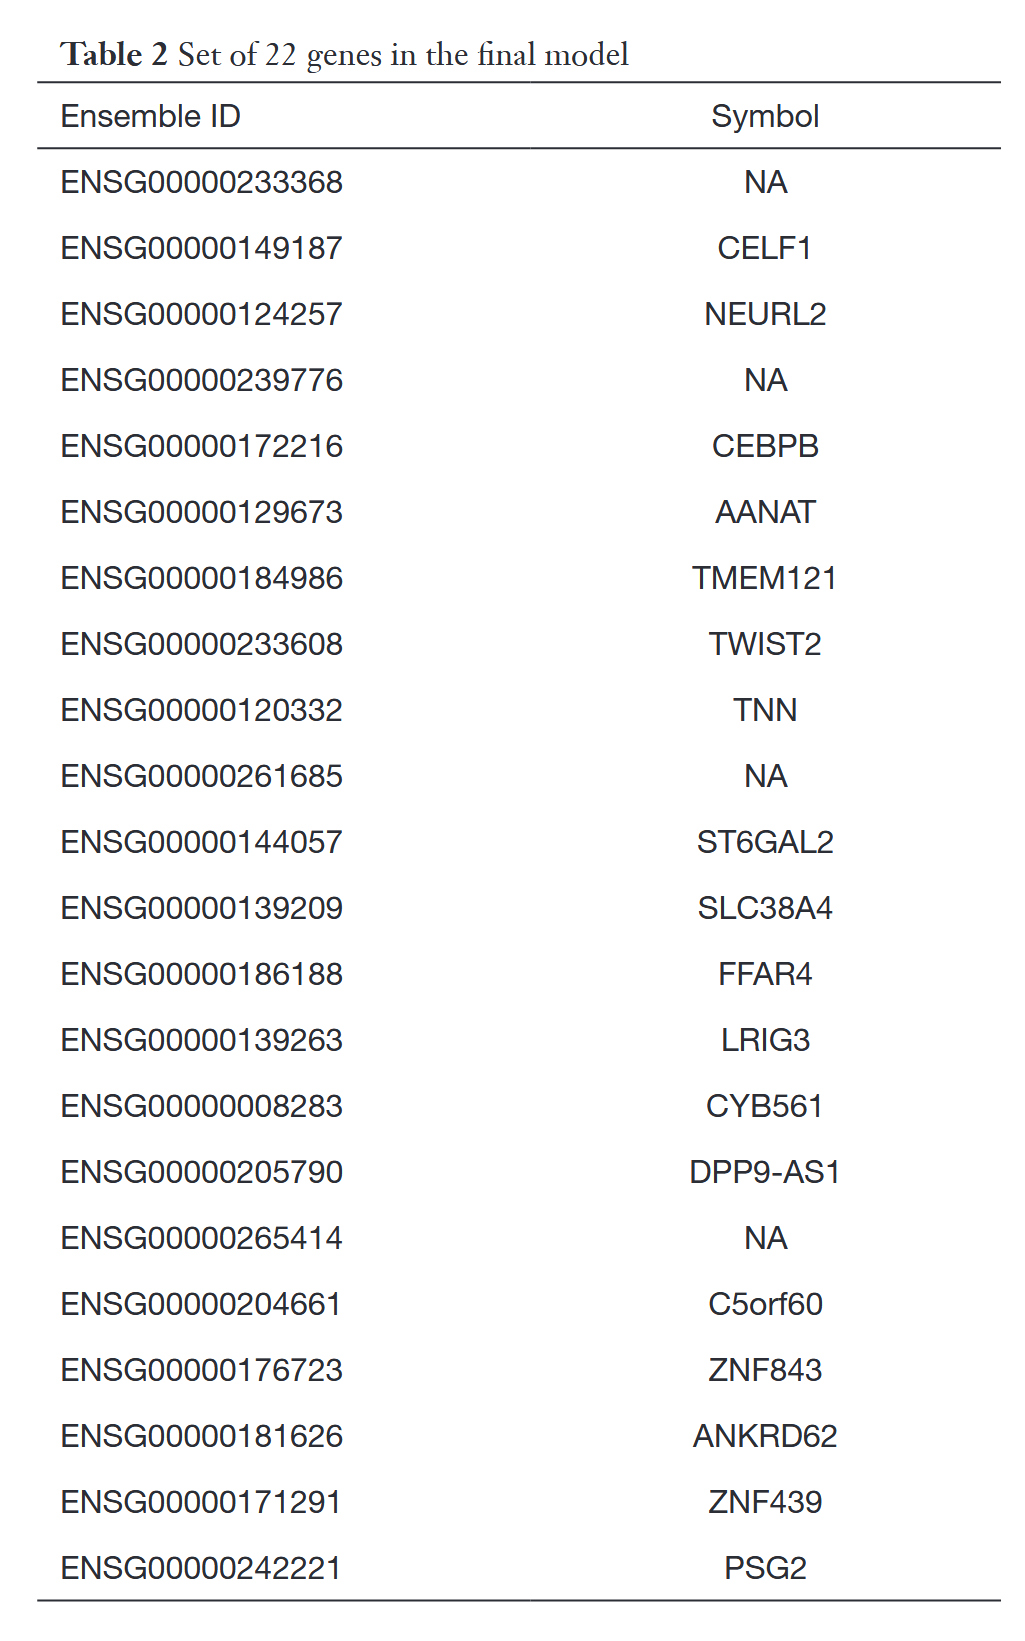 Table 2 Set of 22 genes in the final model
Ensemble ID Symbol
ENSG00000233368 NA
ENSG00000149187 CELF1
ENSG00000124257 NEURL2
ENSG00000239776 NA
ENSG00000172216 CEBPB
ENSG00000129673 AANAT
ENSG00000184986 TMEM121
ENSG00000233608 TWIST2
ENSG00000120332 TNN
ENSG00000261685 NA
ENSG00000144057 ST6GAL2
ENSG00000139209 SLC38A4
ENSG00000186188 FFAR4
ENSG00000139263 LRIG3
ENSG00000008283 CYB561
ENSG00000205790 DPP9-AS1
ENSG00000265414 NA
ENSG00000204661 C5orf60
ENSG00000176723 ZNF843
ENSG00000181626 ANKRD62
ENSG00000171291 ZNF439
ENSG00000242221 PSG2